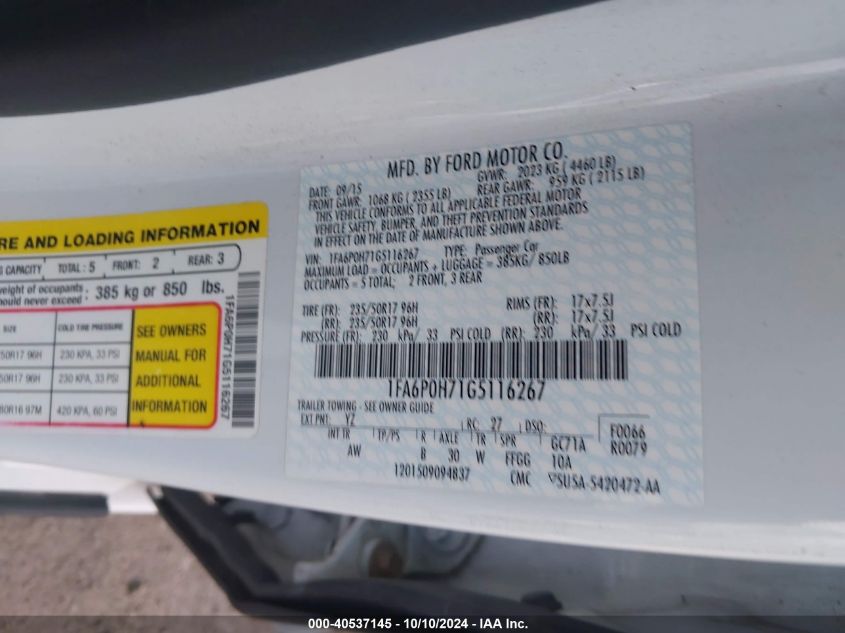 RE AND LOADING INFORMATION
G CAPACITY TOTAL: 5 FRONT: 2 REAR: 3
weight of occupants
hould never exceed : 385 kg or 850 lbs.
SIZE COLD TIRE PRESSURE
50R17 96H 230 KPA, 33 PSI
50R17 96H 230 KPA, 33 PSI
80R16 97M 420 KPA, 60 PSI
SEE OWNERS
MANUAL FOR
ADDITIONAL
INFORMATION
1FA6P0H71G5116267
MFD. BY FORD MOTOR CO.
DATE: 09/15 GVWR: 2023 KG ( 4460 LB)
FRONT GAWR: 1068 KG ( 2355 LB) REAR GAWR: 959 KG ( 2115 LB)
THIS VEHICLE CONFORMS TO ALL APPLICABLE FEDERAL MOTOR
VEHICLE SAFETY, BUMPER, AND THEFT PREVENTION STANDARDS
IN EFFECT ON THE DATE OF MANUFACTURE SHOWN ABOVE.
VIN: 1FA6P0H71G5116267 TYPE: Passenger Car
MAXIMUM LOAD = OCCUPANTS + LUGGAGE = 385KG/ 850LB
OCCUPANTS = 5 TOTAL; 2 FRONT, 3 REAR
TIRE (FR): 235/50R17 96H RIMS (FR): 17x7.5J
(RR): 235/50R17 96H (RR): 17x7.5J
PRESSURE (FR): 230 kPa/ 33 PSI COLD (RR): 230 kPa/ 33 PSI COLD
1FA6P0H71G5116267
TRAILER TOWING - SEE OWNER GUIDE
EXT PNT: YZ RC: 27 DSO: F0066
INT TR TP/PS R AXLE TR SPR GC71A R0079
AW B 30 W FFGG 10A
1201509094837 CMC SU5A-5420472-AA
000-40537145 - 10/10/2024 - IAA Inc.